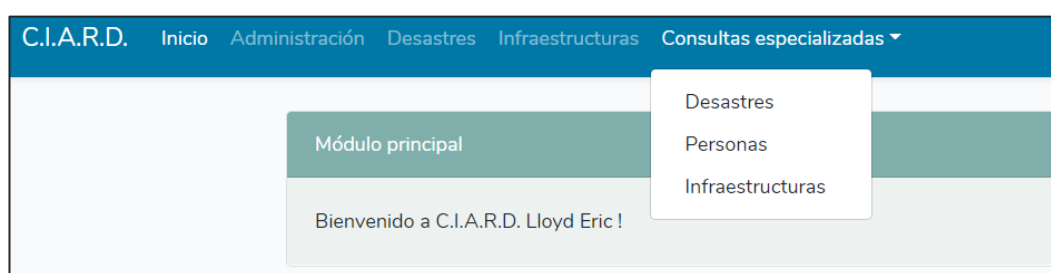 C.I.A.R.D. Inicio Administración Desastres Infraestructuras Consultas especializadas
Desastres
Personas
Infraestructuras
Módulo principal
Bienvenido a C.I.A.R.D. Lloyd Eric !